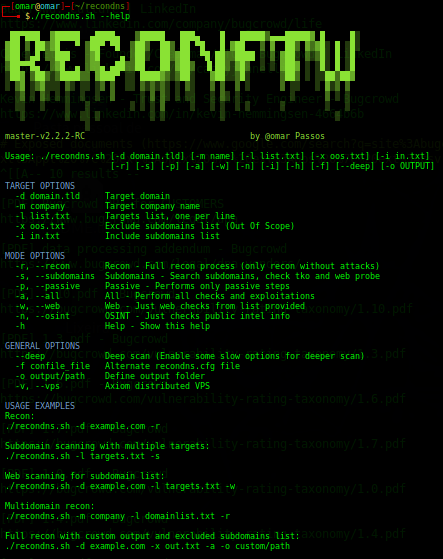 [omar@omar]-[~/recondns]
$./recondns.sh --help
master-v2.2.2-RC by @omar Passos
Usage: ./recondns.sh [-d domain.tld] [-m name] [-l list.txt] [-x oos.txt] [-i in.txt]
[-r] [-s] [-p] [-a] [-w] [-n] [-i] [-h] [-f] [--deep] [-o OUTPUT]
TARGET OPTIONS
-d domain.tld Target domain
-m company Target company name
-l list.txt Targets list, one per line
-x oos.txt Exclude subdomains list (Out Of Scope)
-i in.txt Include subdomains list
MODE OPTIONS
-r, --recon Recon - Full recon process (only recon without attacks)
-s, --subdomains Subdomains - Search subdomains, check tko and web probe
-p, --passive Passive - Performs only passive steps
-a, --all All - Perform all checks and exploitations
-w, --web Web - Just web checks from list provided
-n, --osint OSINT - Just checks public intel info
-h Help - Show this help
GENERAL OPTIONS
--deep Deep scan (Enable some slow options for deeper scan)
-f confile_file Alternate recondns.cfg file
-o output/path Define output folder
-v, --vps Axiom distributed VPS
USAGE EXAMPLES
Recon:
./recondns.sh -d example.com -r
Subdomain scanning with multiple targets:
./recondns.sh -l targets.txt -s
Web scanning for subdomain list:
./recondns.sh -d example.com -l targets.txt -w
Multidomain recon:
./recondns.sh -m company -l domainlist.txt -r
Full recon with custom output and excluded subdomains list:
./recondns.sh -d example.com -x out.txt -a -o custom/path